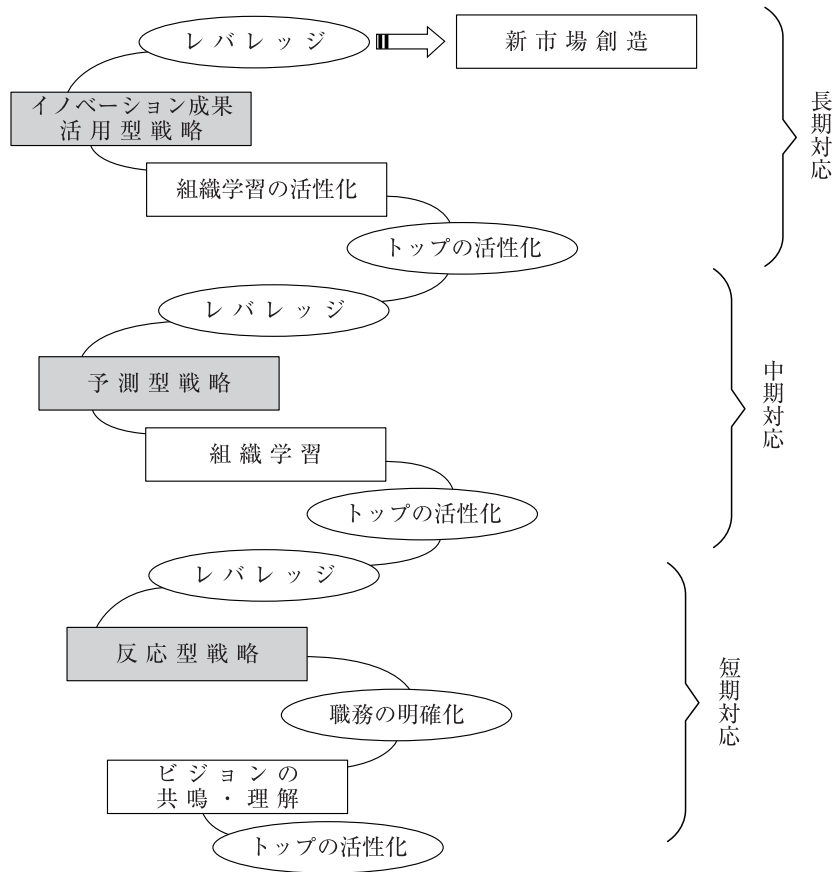 レバレッジ
新市場創造
イノベーション成果
活用型戦略
組織学習の活性化
トップの活性化
長期対応
レバレッジ
予測型戦略
組織学習
トップの活性化
中期対応
レバレッジ
反応型戦略
職務の明確化
ビジョンの
共鳴・理解
トップの活性化
短期対応